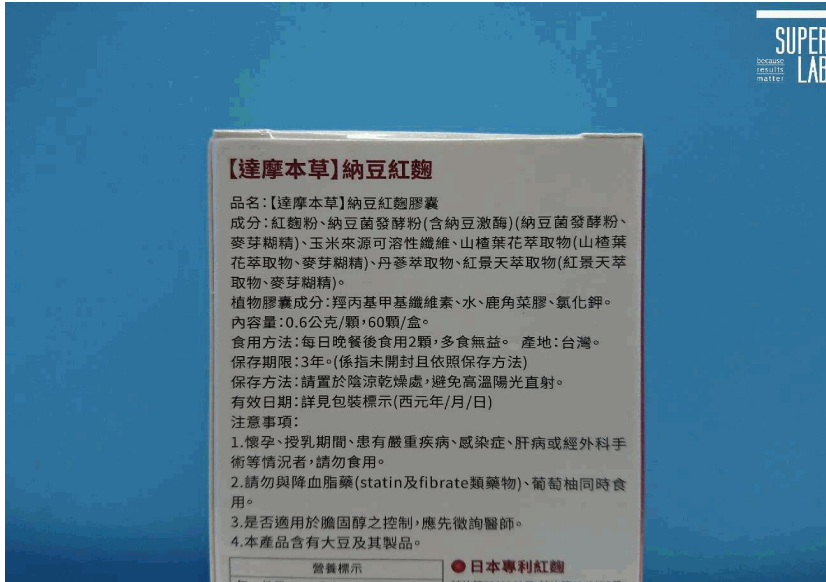 SUPER
LAB
because
results
matter
【達摩本草】納豆紅麴
品名:【達摩本草】納豆紅麴膠囊
成分:紅麴粉、納豆菌發酵粉(含納豆激酶)(納豆菌發酵粉、
麥芽糊精)、玉米來源可溶性纖維、山楂葉花萃取物(山楂葉
花萃取物、麥芽糊精)、丹蔘萃取物、紅景天萃取物(紅景天萃
取物、麥芽糊精)。
植物膠囊成分:羥丙基甲基纖維素、水、鹿角菜膠、氯化鉀。
內容量:0.6公克/顆,60顆/盒。
食用方法:每日晚餐後食用2顆,多食無益。 產地:台灣。
保存期限:3年。(係指未開封且依照保存方法)
保存方法:請置於陰涼乾燥處,避免高溫陽光直射。
有效日期:詳見包裝標示(西元年/月/日)
注意事項:
1.懷孕、授乳期間、患有嚴重疾病、感染症、肝病或經外科手
術等情況者,請勿食用。
2.請勿與降血脂藥(statin及fibrate類藥物)、葡萄柚同時食
用。
3.是否適用於膽固醇之控制,應先徵詢醫師。
4.本產品含有大豆及其製品。
營養標示
日本專利紅麴